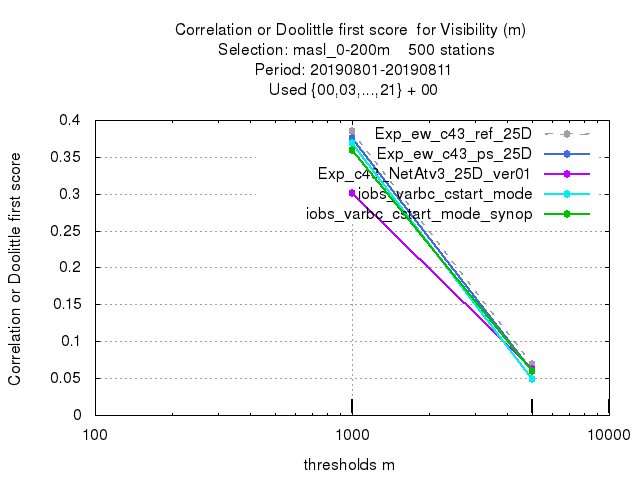 Correlation or Doolittle first score  for Visibility (m)
Selection: masl_0-200m    500 stations
Period: 20190801-20190811
Used {00,03,...,21} + 00
Correlation or Doolittle first score
0.4
0.35
0.3
0.25
0.2
0.15
0.1
0.05
0
Exp_ew_c43_ref_25D
Exp_ew_c43_ps_25D
Exp_c43_NetAtv3_25D_ver01
iobs_varbc_cstart_mode
iobs_varbc_cstart_mode_synop
100
1000
10000
thresholds m